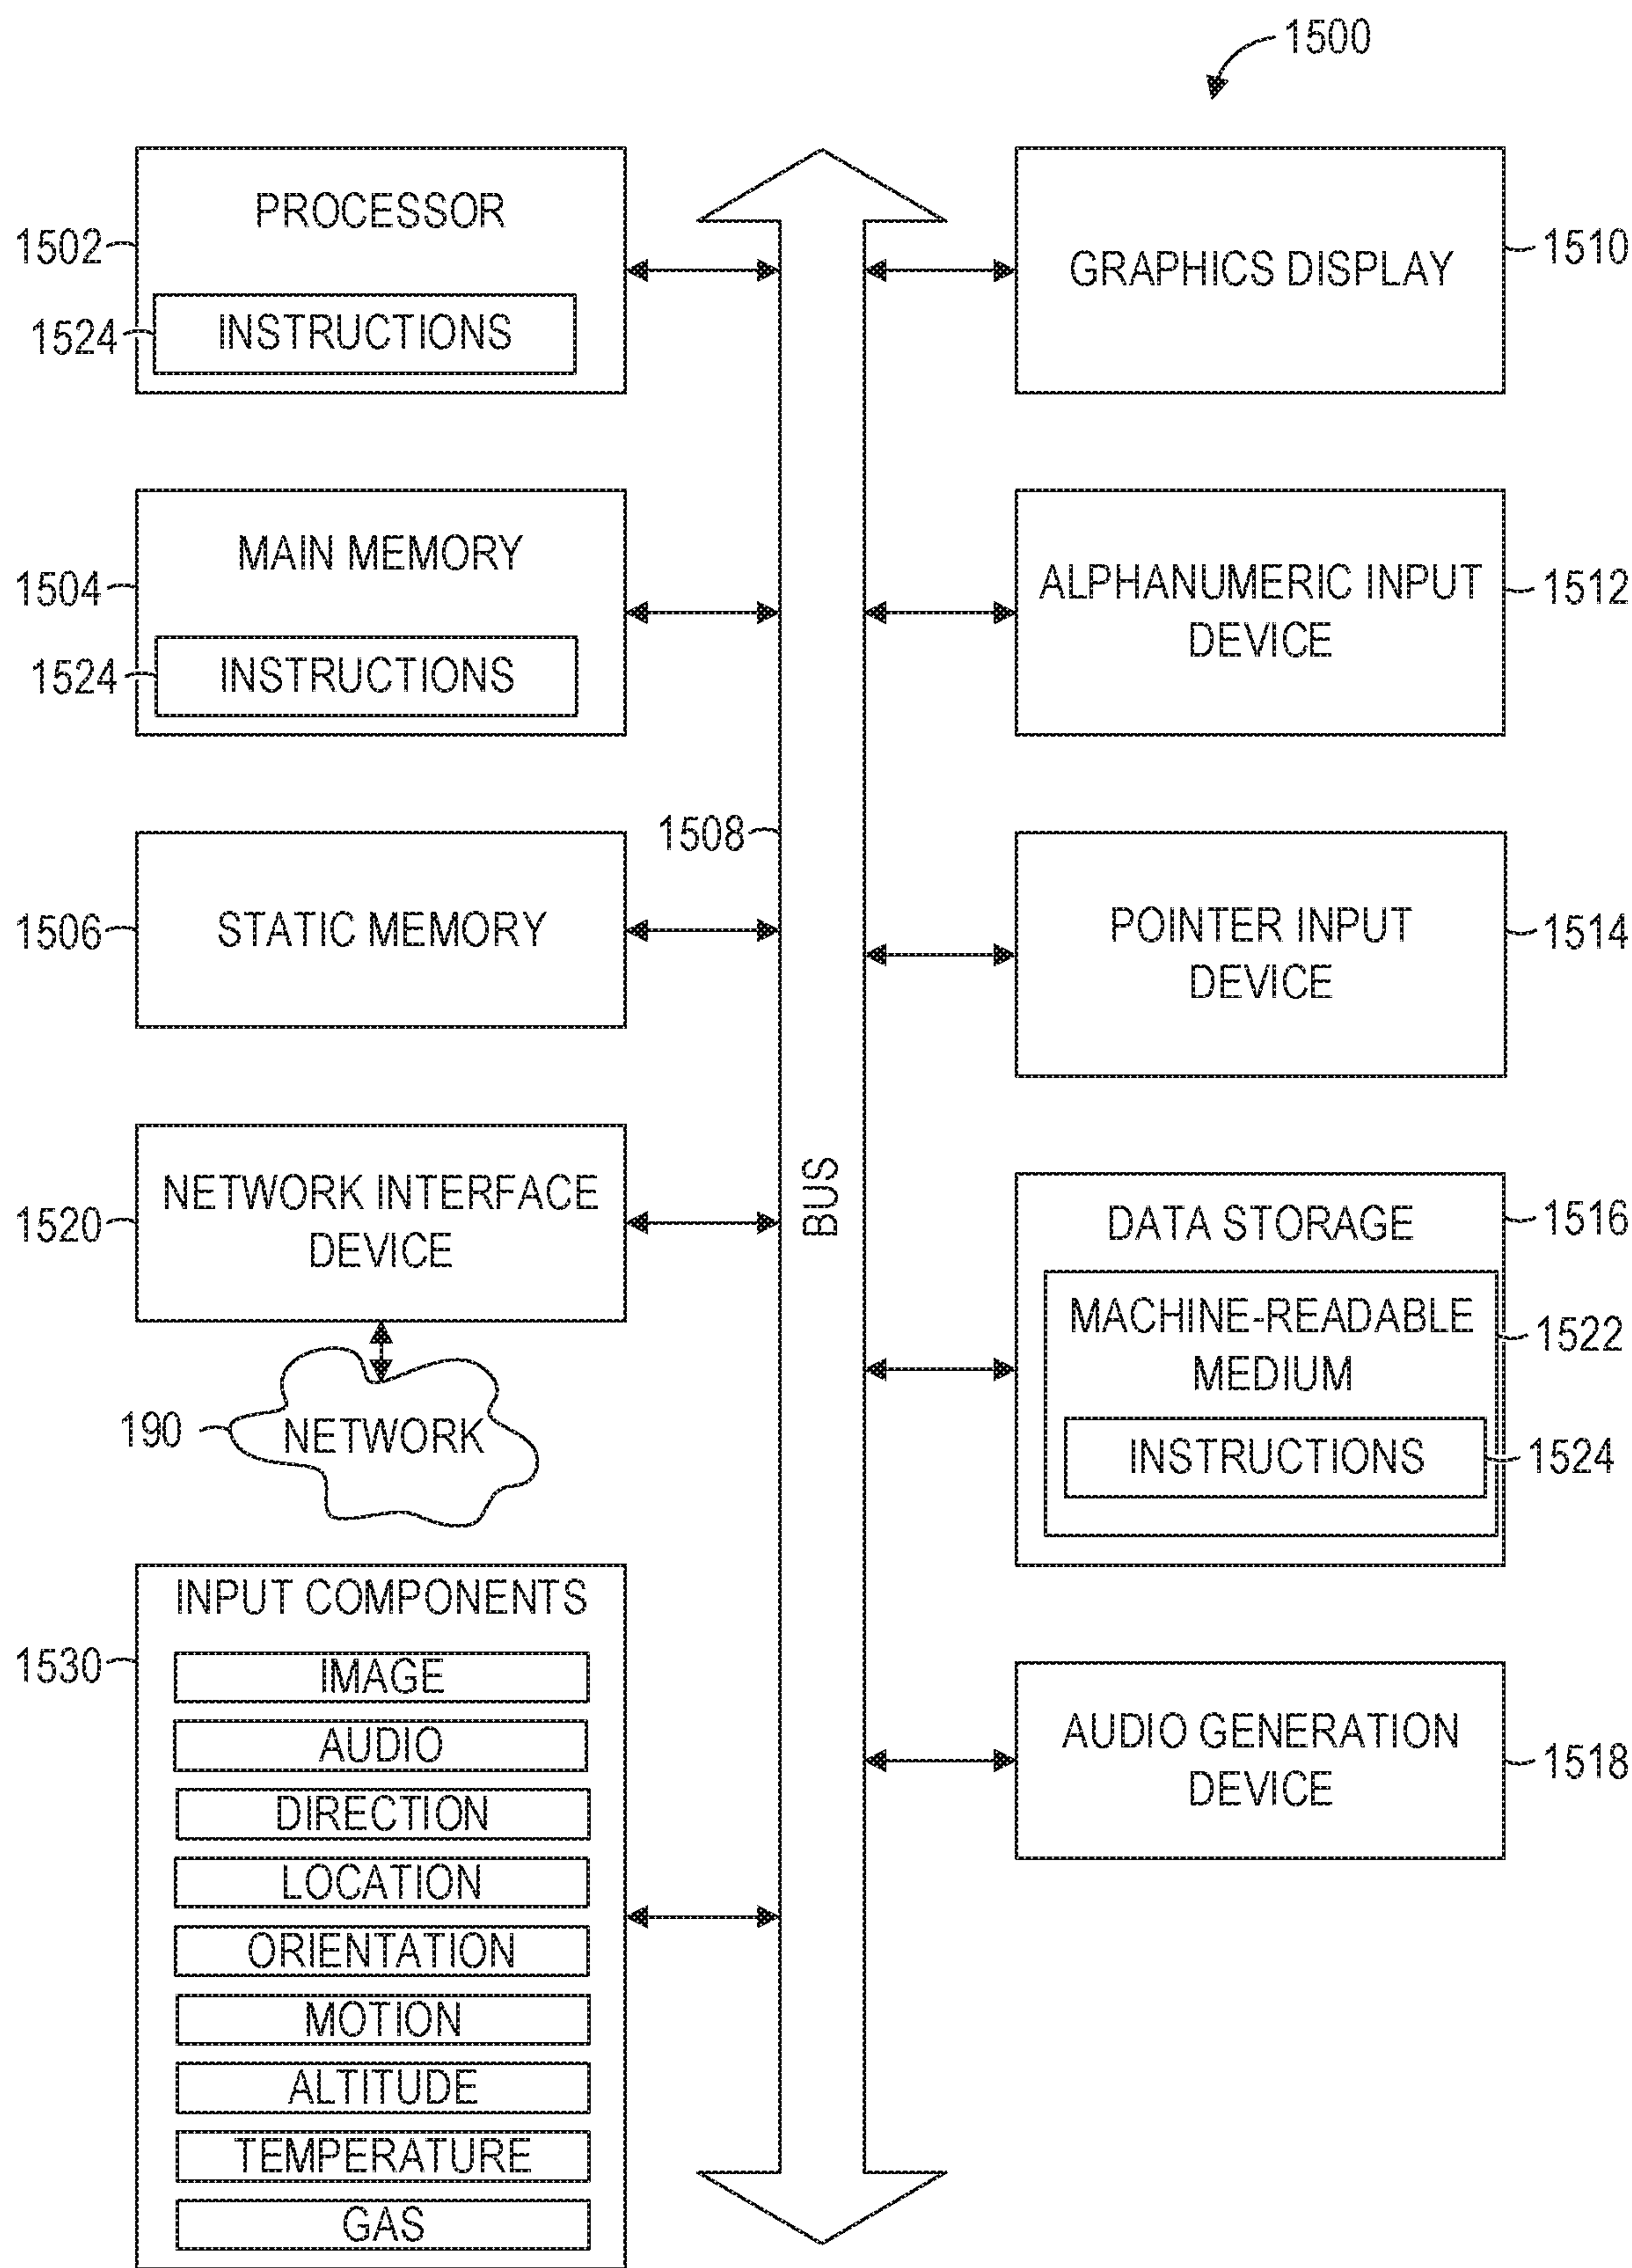 1500
PROCESSOR
1502
1524
INSTRUCTIONS
MAIN MEMORY
1504
1524
INSTRUCTIONS
1508
STATIC MEMORY
1506
NETWORK INTERFACE
DEVICE
1520
190
NETWORK
INPUT COMPONENTS
1530
IMAGE
AUDIO
DIRECTION
LOCATION
ORIENTATION
MOTION
ALTITUDE
TEMPERATURE
GAS
BUS
GRAPHICS DISPLAY
1510
ALPHANUMERIC INPUT
DEVICE
1512
POINTER INPUT
DEVICE
1514
DATA STORAGE
1516
MACHINE-READABLE
MEDIUM
1522
INSTRUCTIONS
1524
AUDIO GENERATION
DEVICE
1518